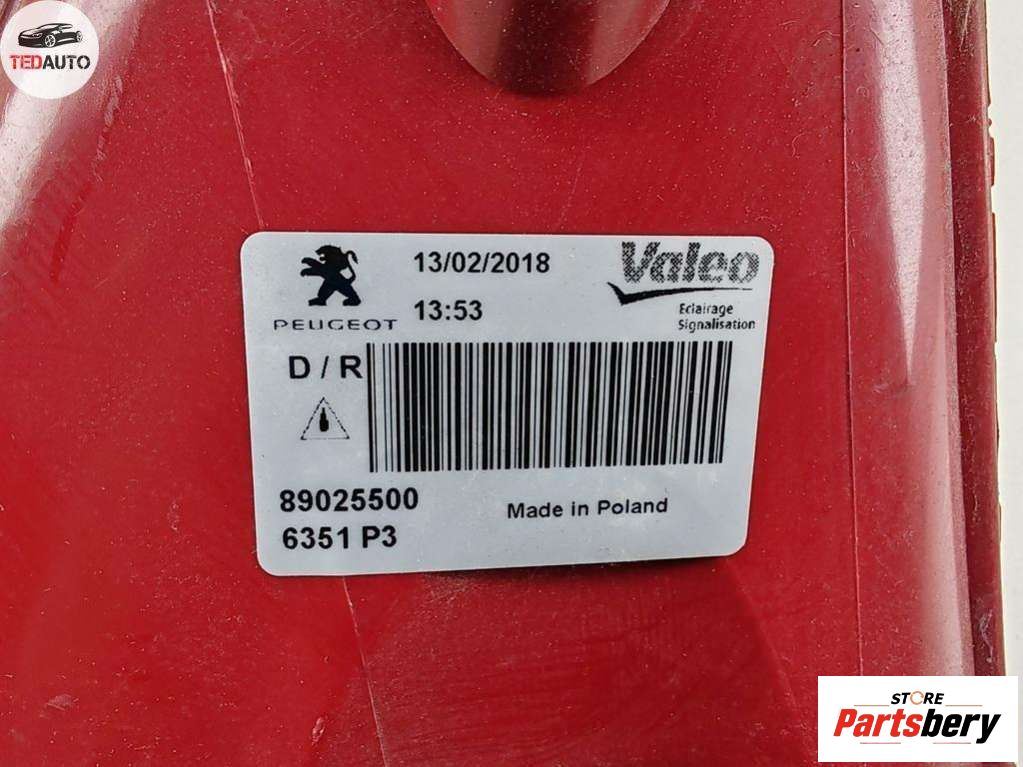 TEDAUTO
13/02/2018
Valeo
PEUGEOT
13:53
Eclairage
Signalisation
D / R
89025500
Made in Poland
6351 P3
STORE
Partsbery